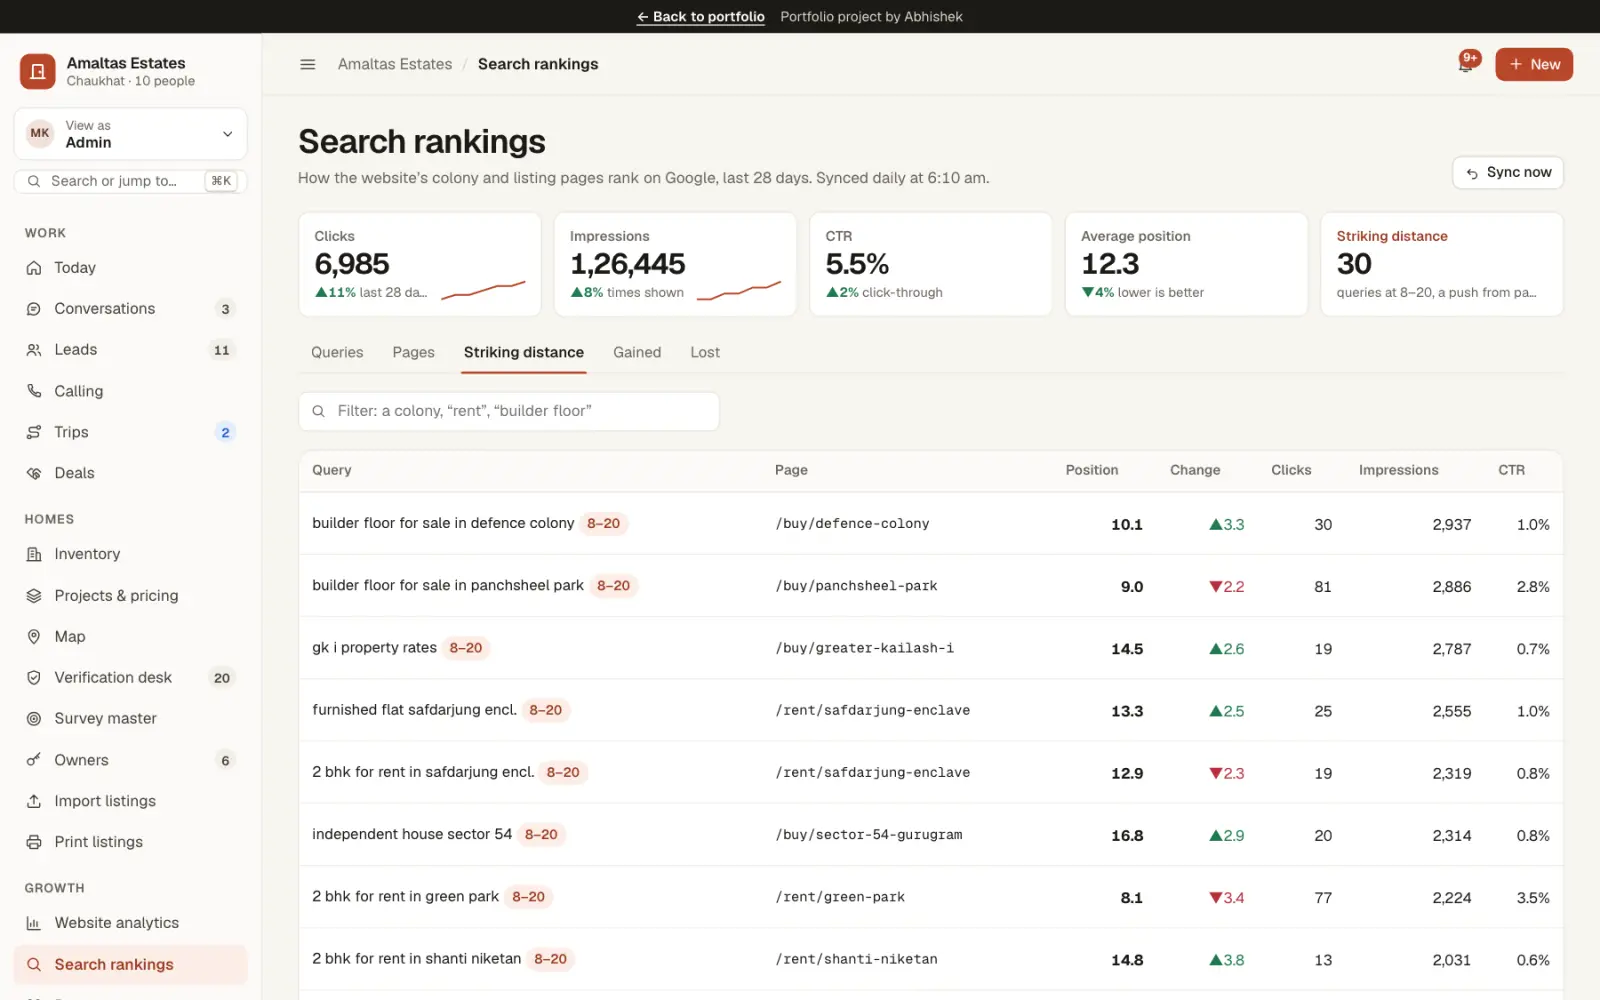 ← Back to portfolio Portfolio project by Abhishek
Amaltas Estates
Chaukhat · 10 people
MK
View as
Admin
Search or jump to…
⌘K
WORK
Today
Conversations 3
Leads 11
Calling
Trips 2
Deals
HOMES
Inventory
Projects & pricing
Map
Verification desk 20
Survey master
Owners 6
Import listings
Print listings
GROWTH
Website analytics
Search rankings
Amaltas Estates / Search rankings
9+
+ New
Search rankings
How the website's colony and listing pages rank on Google, last 28 days. Synced daily at 6:10 am.
Sync now
Clicks
6,985
▲11% last 28 da…
Impressions
1,26,445
▲8% times shown
CTR
5.5%
▲2% click-through
Average position
12.3
▼4% lower is better
Striking distance
30
queries at 8–20, a push from pa…
Queries Pages Striking distance Gained Lost
Filter: a colony, “rent”, “builder floor”
Query Page Position Change Clicks Impressions CTR
builder floor for sale in defence colony 8–20 /buy/defence-colony 10.1 ▲3.3 30 2,937 1.0%
builder floor for sale in panchsheel park 8–20 /buy/panchsheel-park 9.0 ▼2.2 81 2,886 2.8%
gk i property rates 8–20 /buy/greater-kailash-i 14.5 ▲2.6 19 2,787 0.7%
furnished flat safdarjung encl. 8–20 /rent/safdarjung-enclave 13.3 ▲2.5 25 2,555 1.0%
2 bhk for rent in safdarjung encl. 8–20 /rent/safdarjung-enclave 12.9 ▼2.3 19 2,319 0.8%
independent house sector 54 8–20 /buy/sector-54-gurugram 16.8 ▲2.9 20 2,314 0.8%
2 bhk for rent in green park 8–20 /rent/green-park 8.1 ▼3.4 77 2,224 3.5%
2 bhk for rent in shanti niketan 8–20 /rent/shanti-niketan 14.8 ▲3.8 13 2,031 0.6%